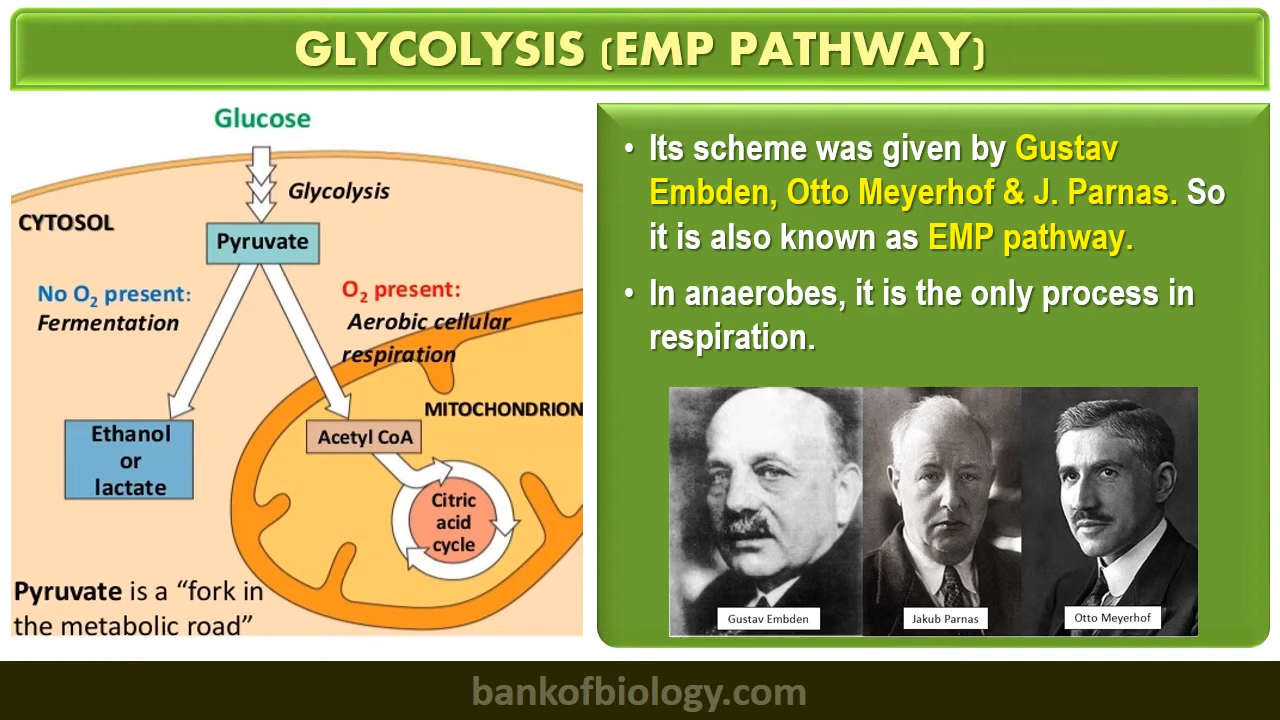 GLYCOLYSIS (EMP PATHWAY)
Glucose
Glycolysis
CYTOSOL
Pyruvate
No O₂ present:
Fermentation
O₂ present:
Aerobic cellular
respiration
MITOCHONDRION
Ethanol
or
lactate
Acetyl CoA
Citric
acid
cycle
Pyruvate is a “fork in
the metabolic road”
• Its scheme was given by Gustav
Embden, Otto Meyerhof & J. Parnas. So
it is also known as EMP pathway.
• In anaerobes, it is the only process in
respiration.
Gustav Embden
Jakub Parnas
Otto Meyerhof
bankofbiology.com